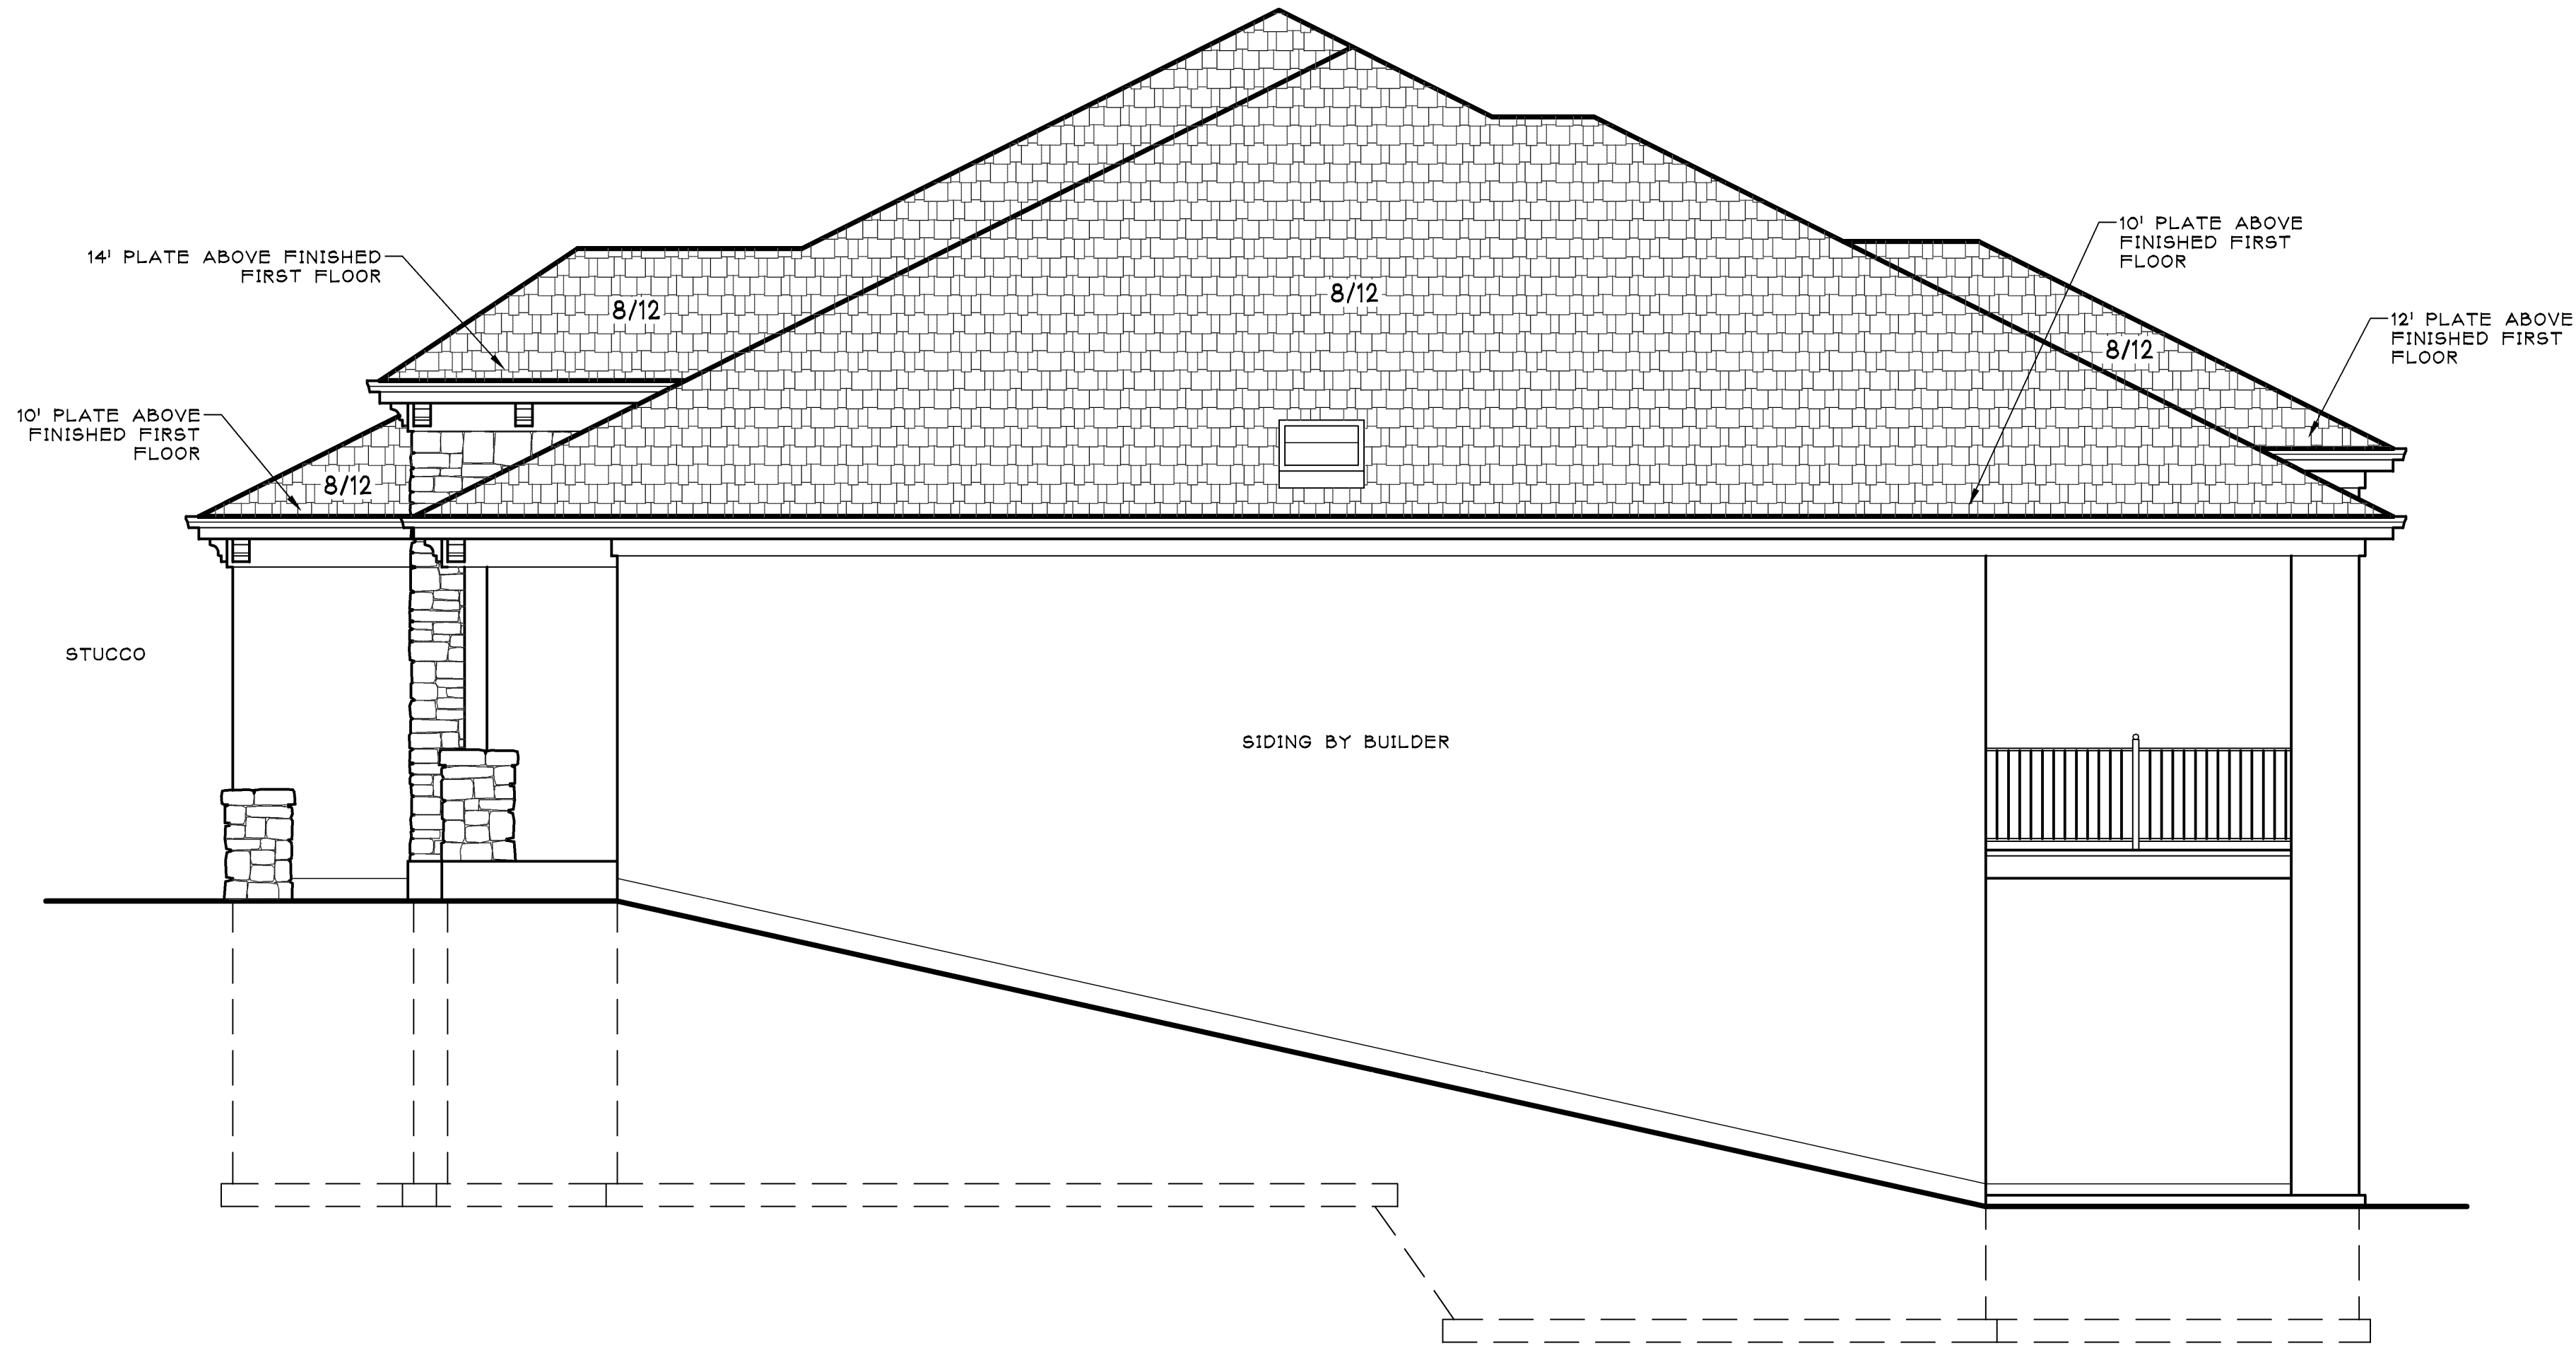 10' PLATE ABOVE
FINISHED FIRST
FLOOR
14' PLATE ABOVE FINISHED
FIRST FLOOR
8/12
8/12
12' PLATE ABOVE
FINISHED FIRST
FLOOR
8/12
10' PLATE ABOVE
FINISHED FIRST
FLOOR
8/12
STUCCO
SIDING BY BUILDER